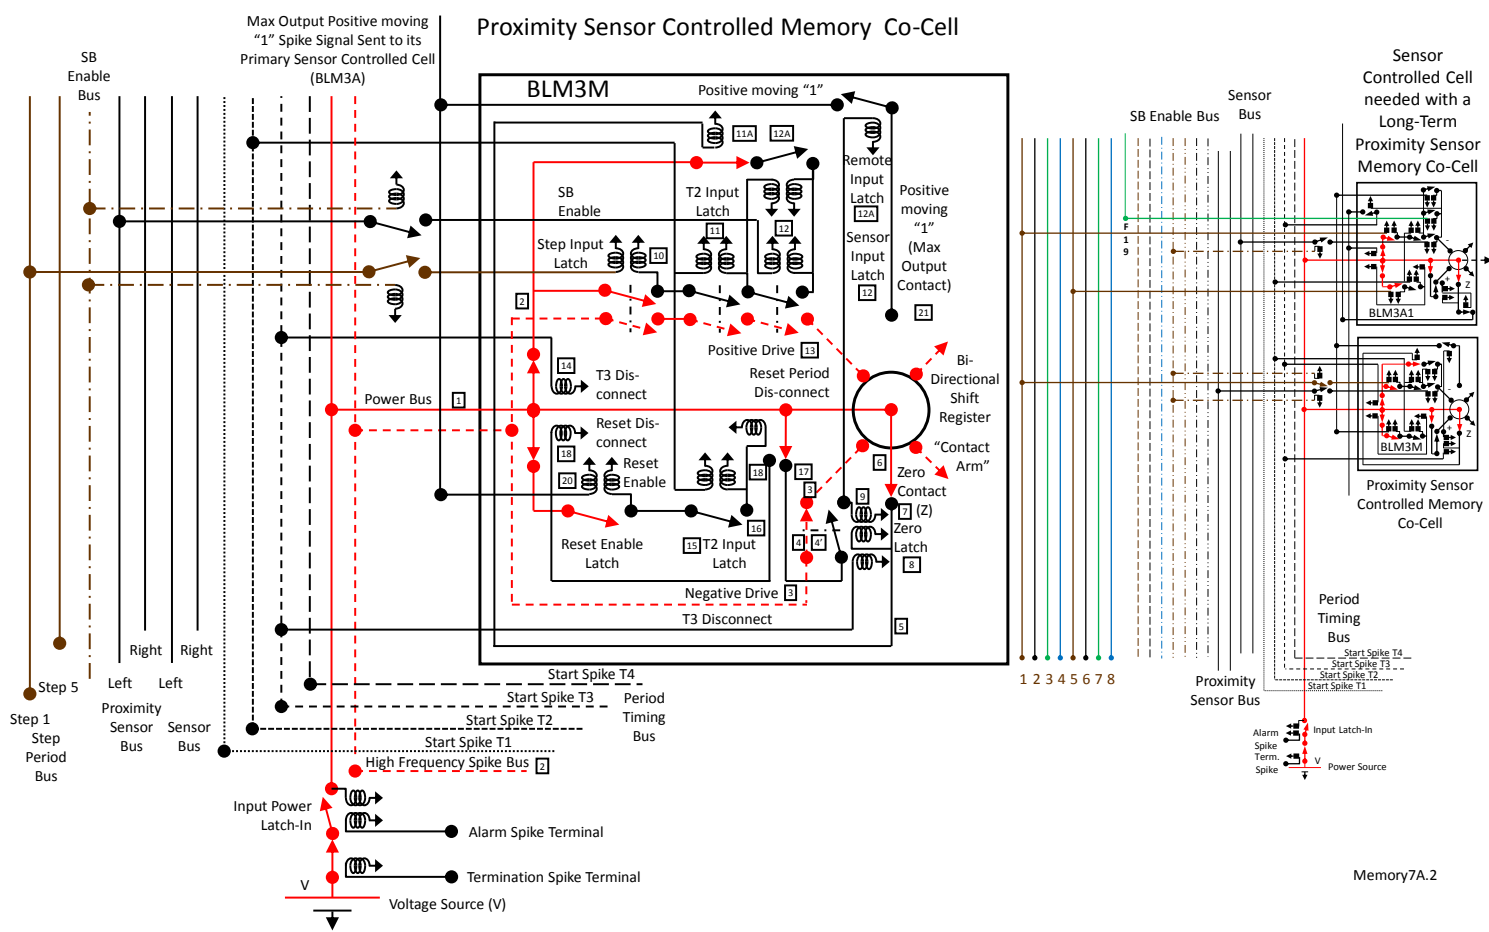 Proximity Sensor Controlled Memory Co-Cell
Max Output Positive moving
“1” Spike Signal Sent to its
Primary Sensor Controlled Cell
(BLM3A)
SB
Enable
Bus
BLM3M
Positive moving “1”
11A
12A
Remote
Input
Latch
12A
Sensor
Input
Latch
12
Positive
moving
“1”
(Max
Output
Contact)
21
SB
Enable
T2 Input
Latch
11
12
Step Input
Latch
10
2
Positive Drive
13
14
T3 Dis-
connect
Reset Period
Dis-connect
Bi-
Directional
Shift
Register
Power Bus
1
Reset Dis-
connect
18
20
Reset
Enable
18
17
6
“Contact
Arm”
Zero
Contact
(Z)
3
9
7
Zero
Latch
8
4
4'
16
15
T2 Input
Latch
Reset Enable
Latch
Negative Drive
3
T3 Disconnect
5
Right
Right
Left
Left
Step 5
Step 1
Step
Period
Bus
Proximity
Sensor
Bus
Sensor
Bus
Start Spike T4
Start Spike T3
Start Spike T2
Start Spike T1
Period
Timing
Bus
High Frequency Spike Bus
2
Input Power
Latch-In
Alarm Spike Terminal
Termination Spike Terminal
V
Voltage Source (V)
Sensor
Controlled Cell
needed with a
Long-Term
Proximity Sensor
Memory Co-Cell
Sensor
Bus
SB Enable Bus
F
1
9
-
Z
BLM3A1
+
Z
BLM3M
Proximity Sensor
Controlled Memory
Co-Cell
1 2 3 4 5 6 7 8
Proximity
Sensor Bus
Period
Timing
Bus
Start Spike T4
Start Spike T3
Start Spike T2
Start Spike T1
Alarm
Spike
Input Latch-In
Term.
Spike
V
Power Source
Memory7A.2